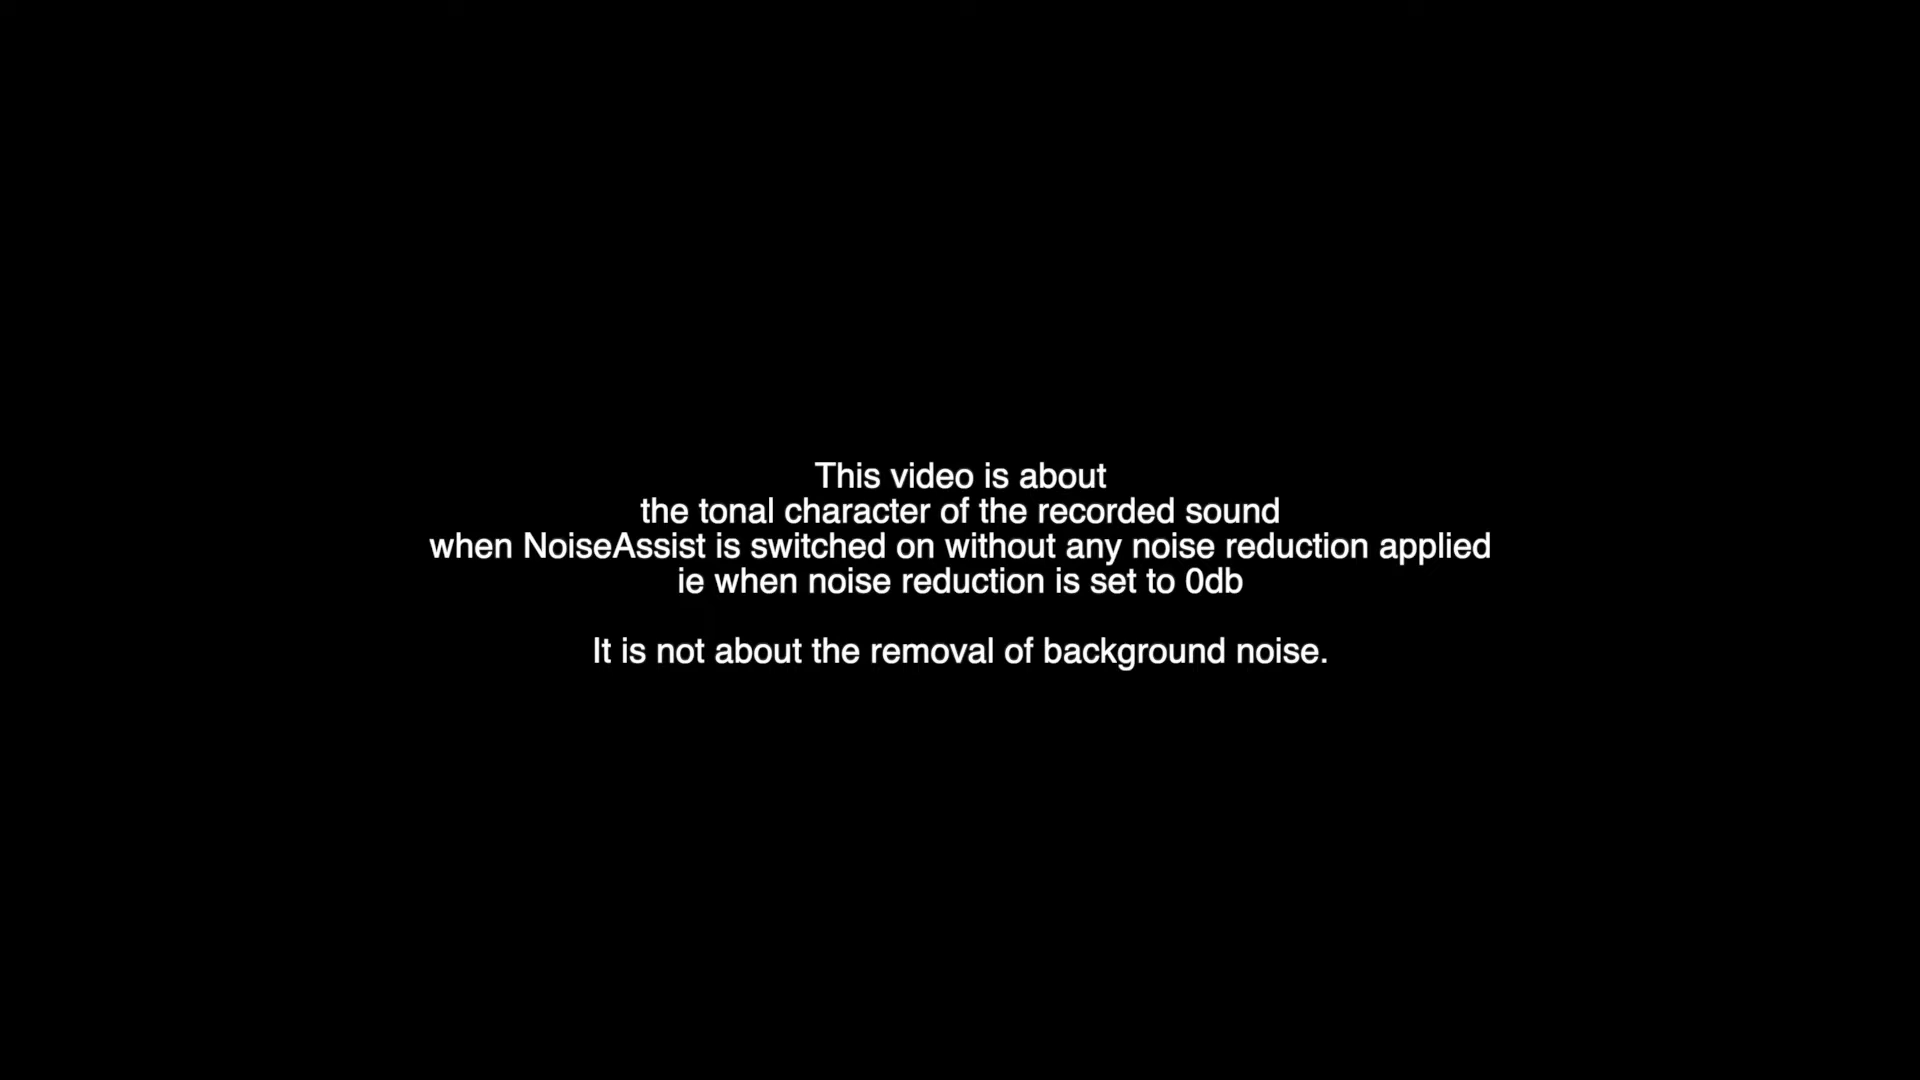 This video is about
the tonal character of the recorded sound
when NoiseAssist is switched on without any noise reduction applied
ie when noise reduction is set to 0db
It is not about the removal of background noise.